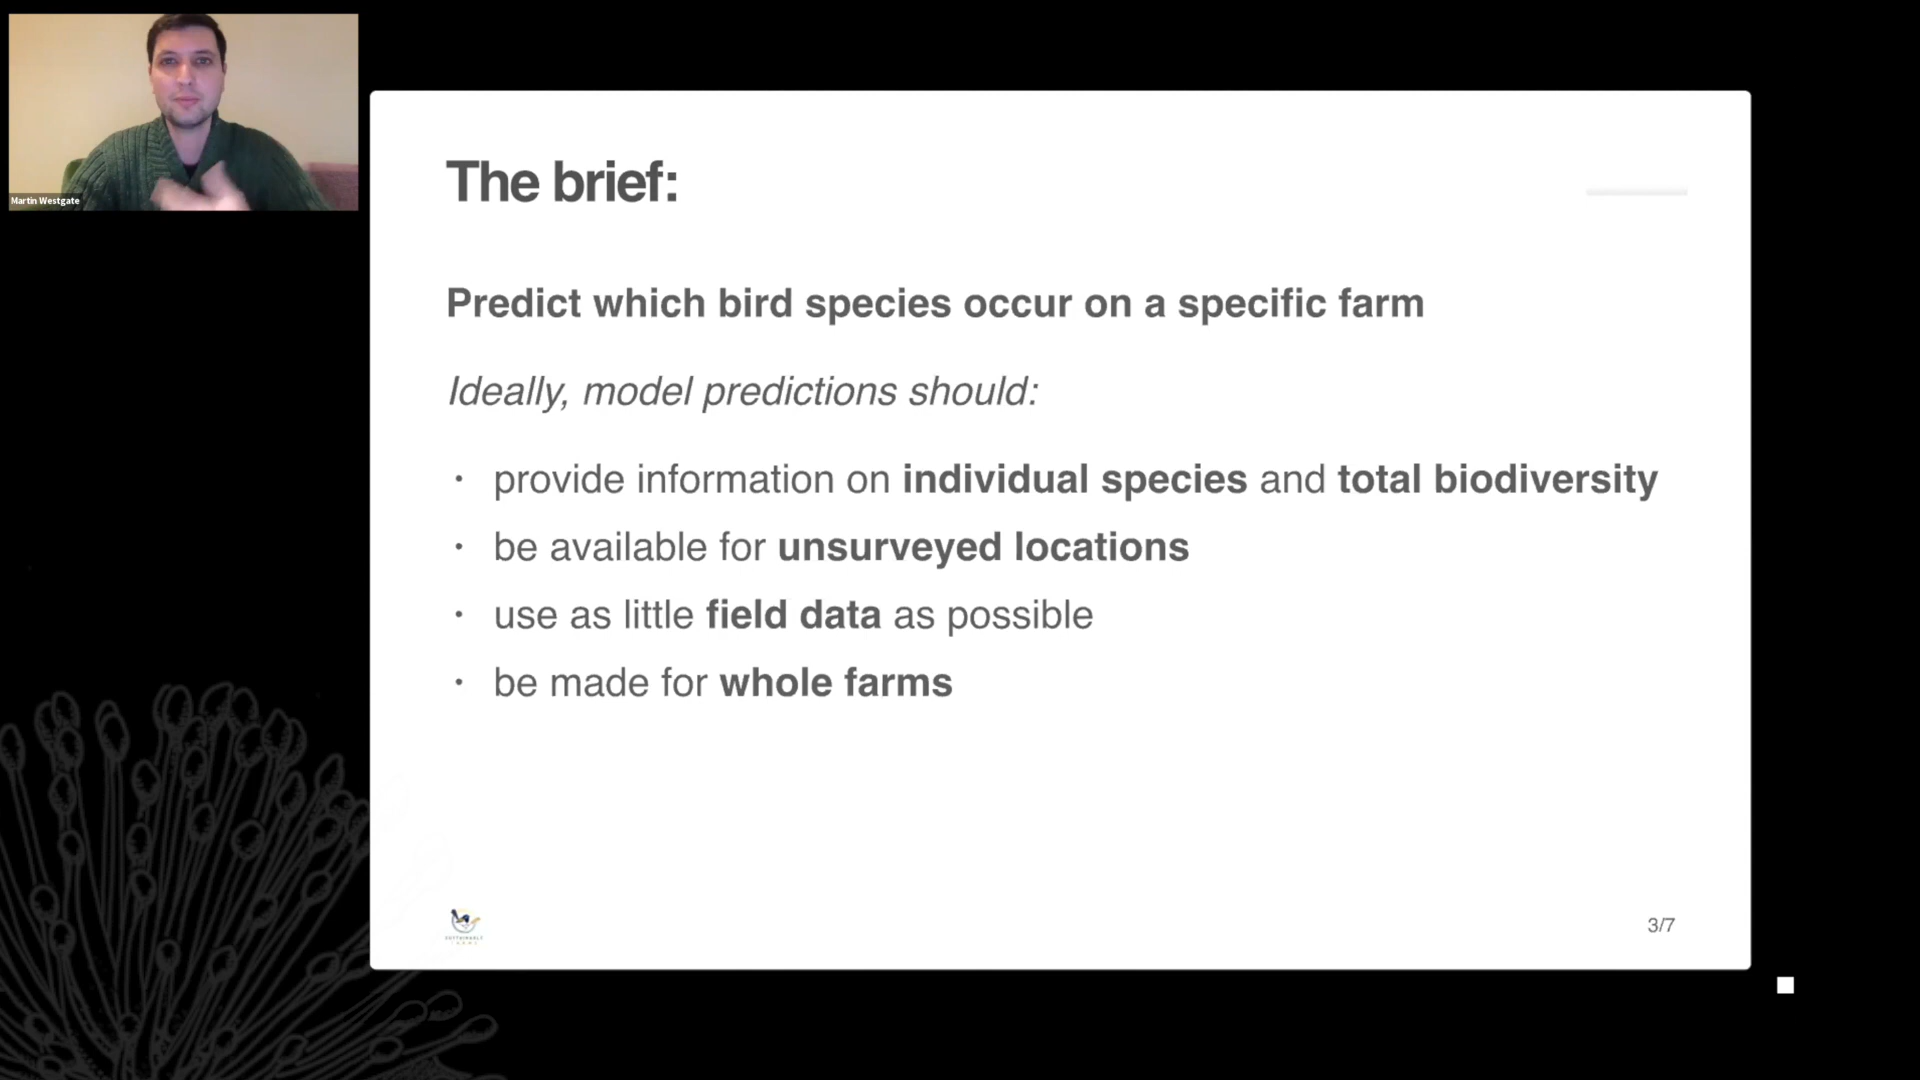 Martin Westgate
The brief:
Predict which bird species occur on a specific farm
Ideally, model predictions should:
· provide information on individual species and total biodiversity
· be available for unsurveyed locations
· use as little field data as possible
· be made for whole farms
3/7